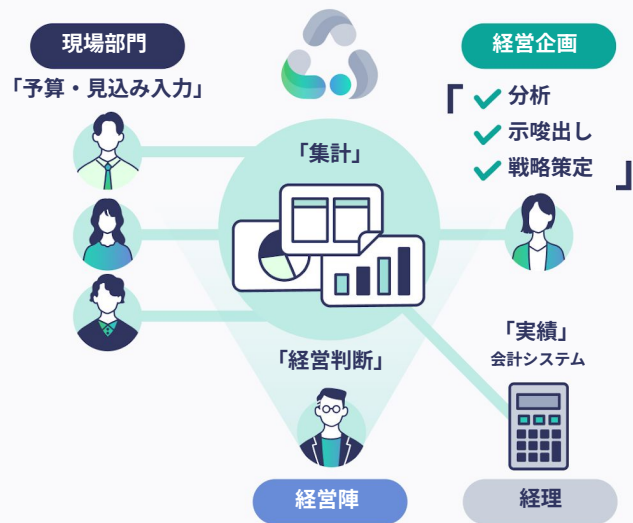 現場部門
「予算・見込み入力」
経営企画
「
分析
示唆出し
戦略策定
」
「集計」
「経営判断」
「実績」
会計システム
経営陣
経理